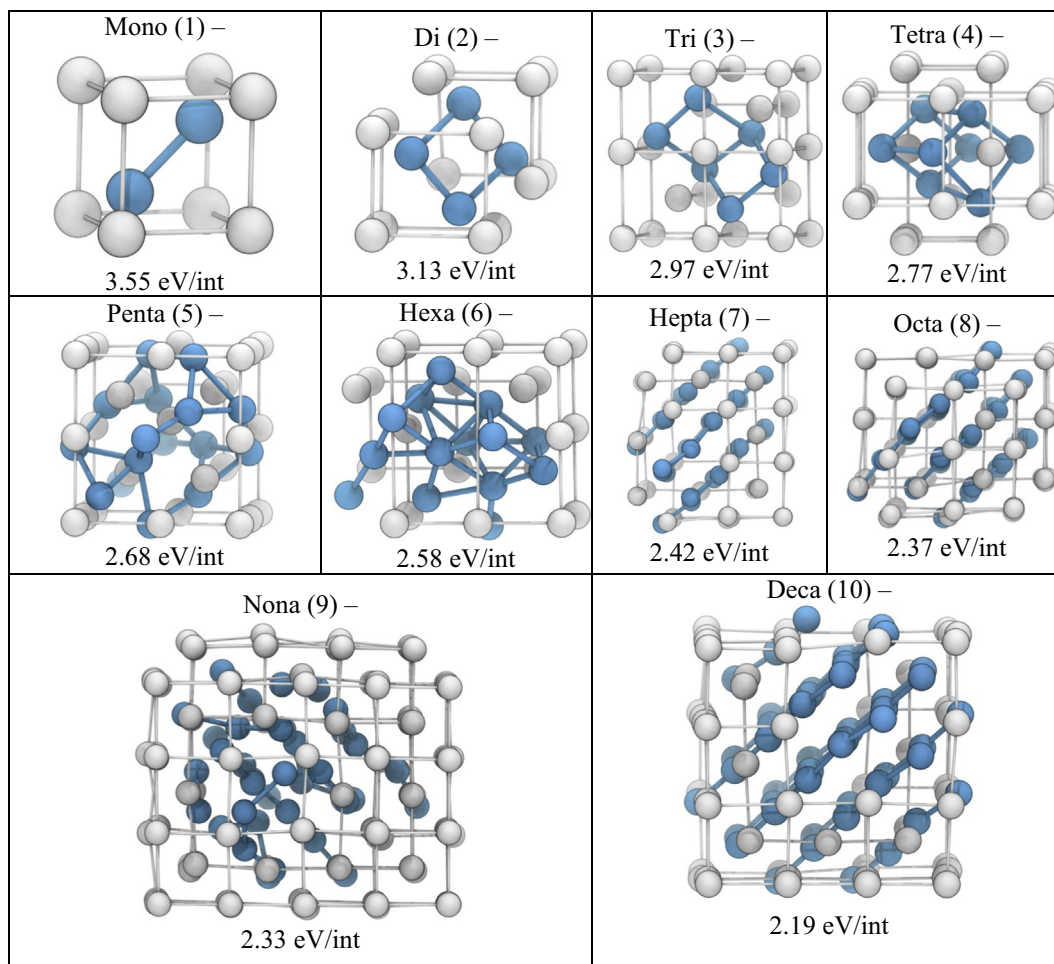 Mono (1) –
3.55 eV/int
Di (2) –
3.13 eV/int
Tri (3) –
2.97 eV/int
Tetra (4) –
2.77 eV/int
Penta (5) –
2.68 eV/int
Hexa (6) –
2.58 eV/int
Hepta (7) –
2.42 eV/int
Octa (8) –
2.37 eV/int
Nona (9) –
2.33 eV/int
Deca (10) –
2.19 eV/int